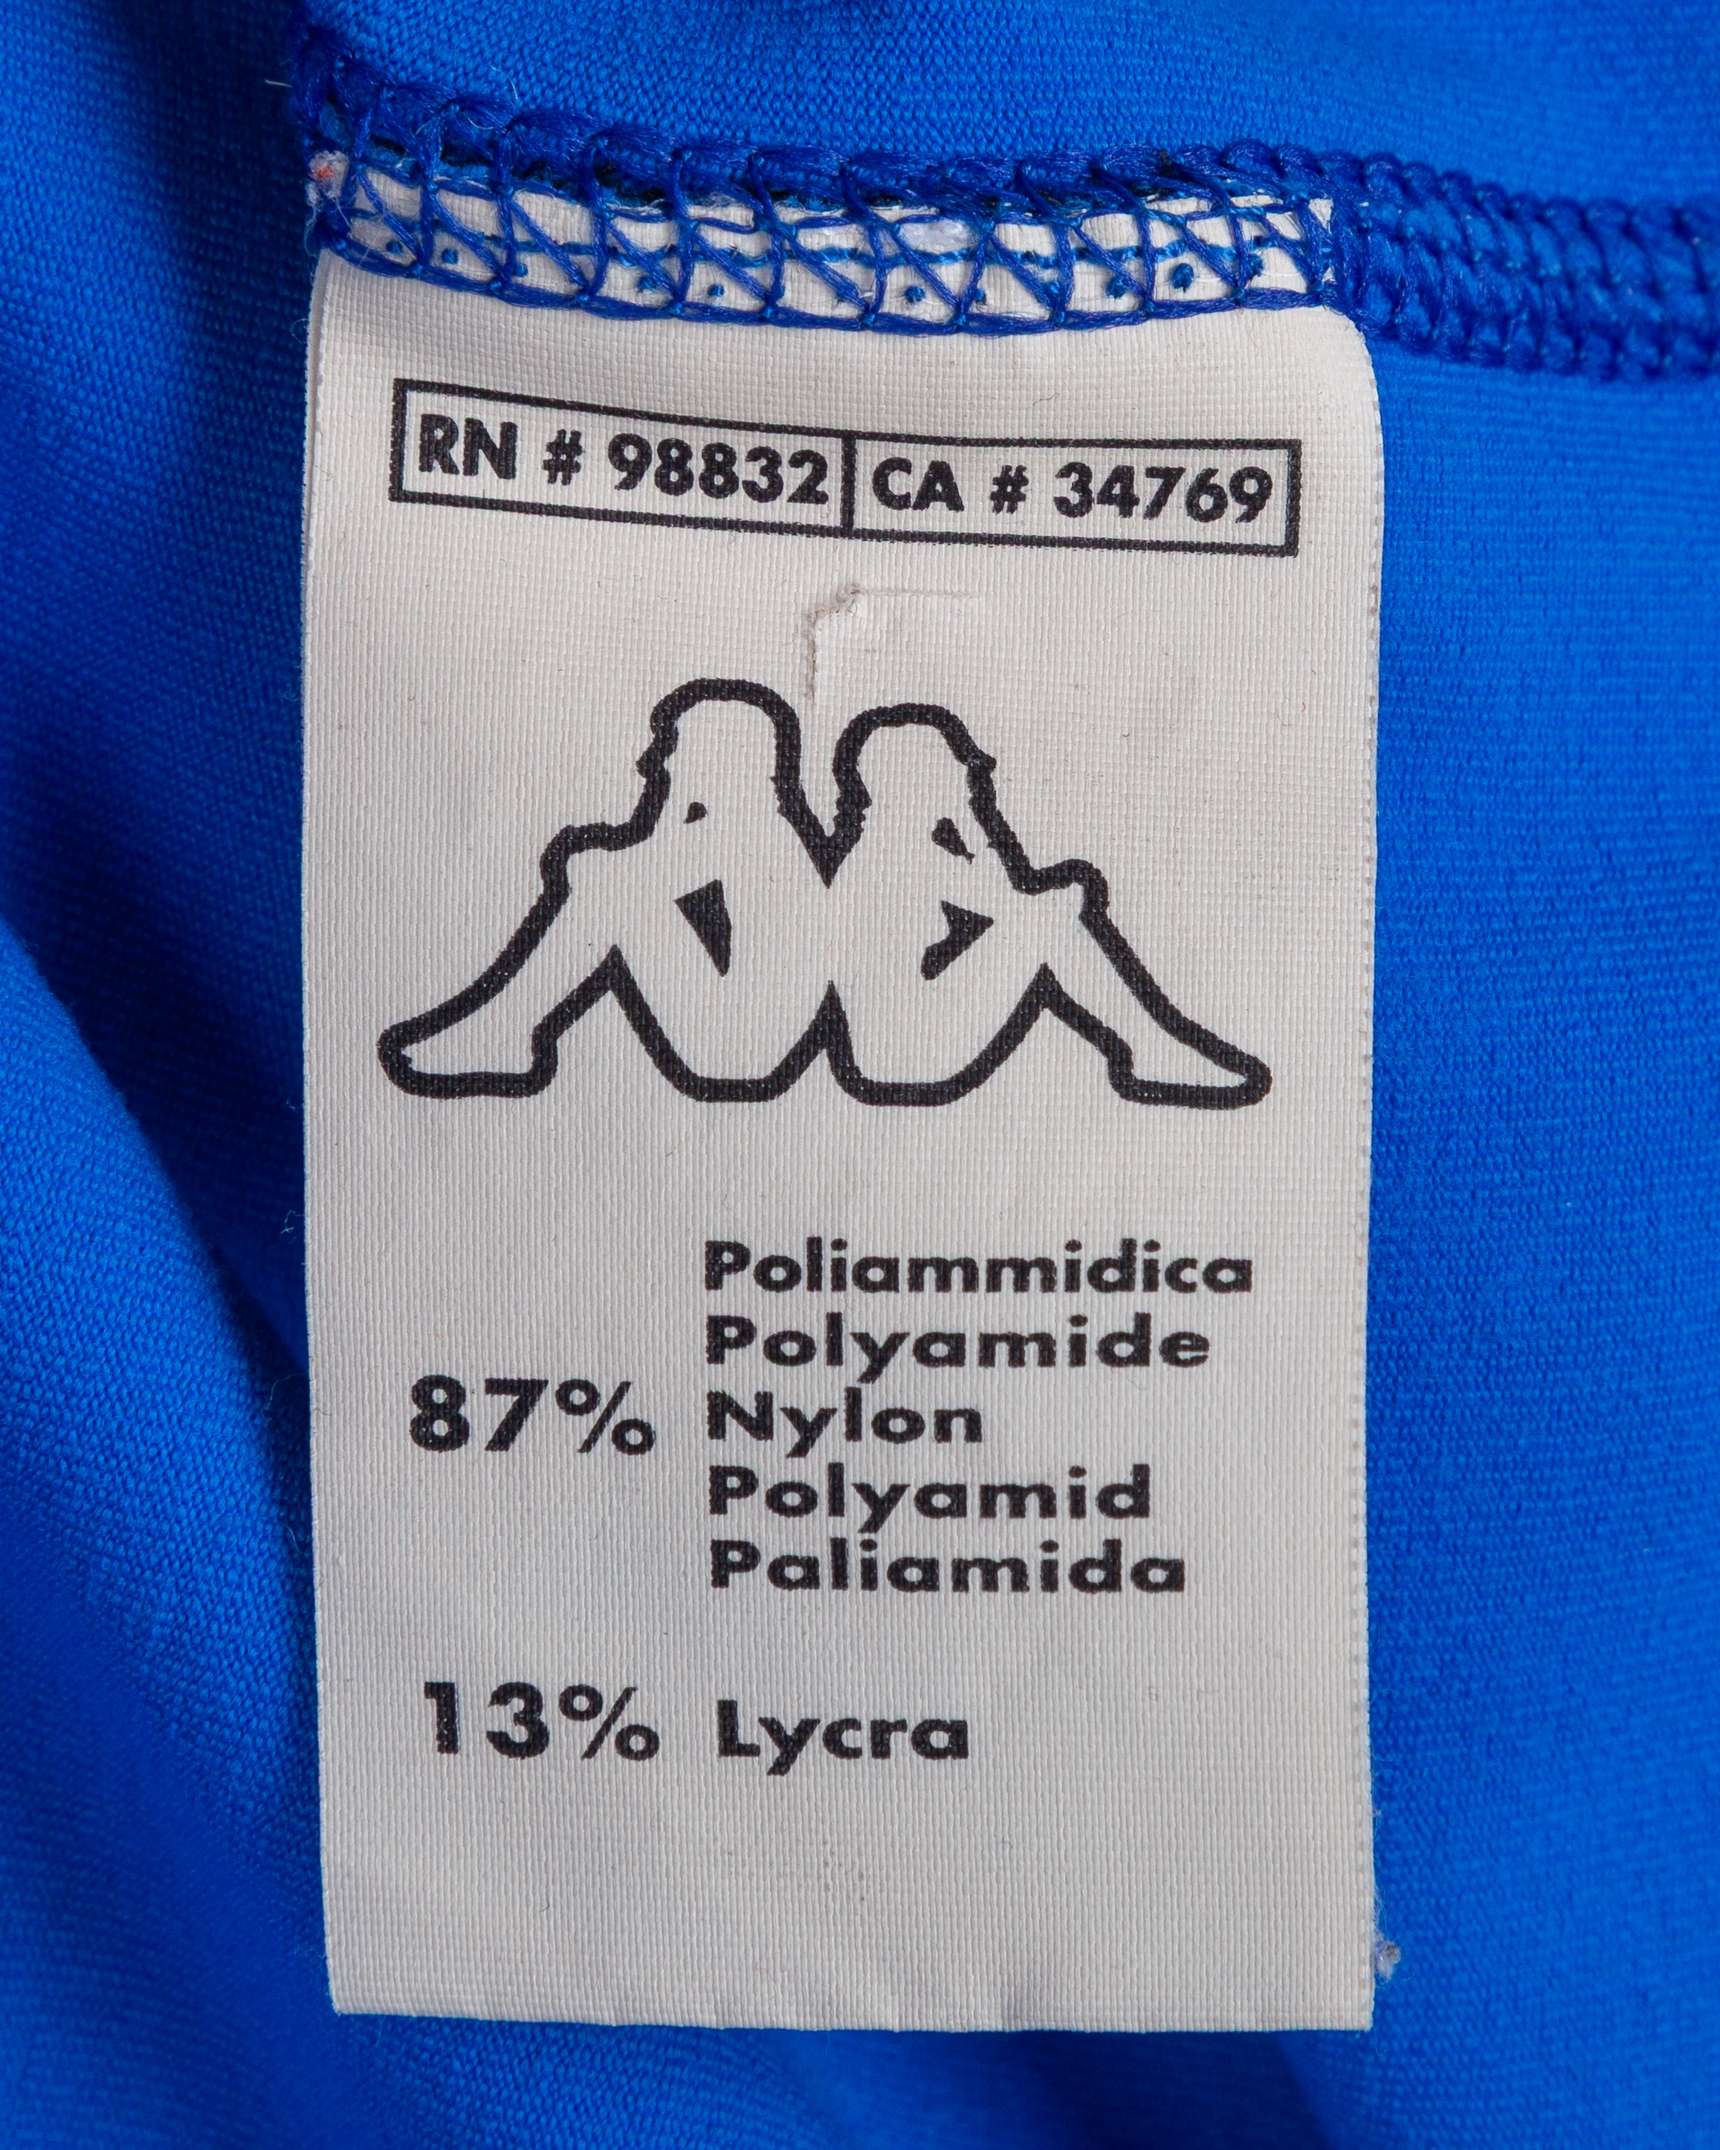 RN # 98832 CA # 34769
Poliammidica
Polyamide
87% Nylon
Polyamid
Paliamida
13% Lycra